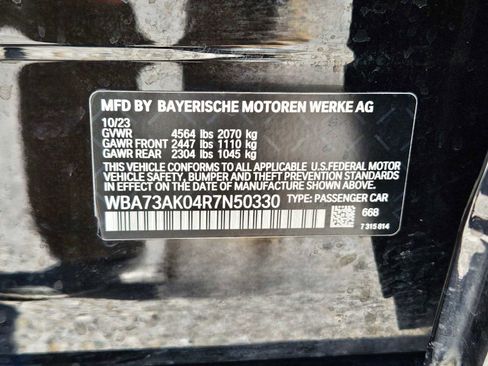 MFD BY BAYERISCHE MOTOREN WERKE AG
10/23
GVWR 4564 lbs 2070 kg
GAWR FRONT 2447 lbs 1110 kg
GAWR REAR 2304 lbs 1045 kg
THIS VEHICLE CONFORMS TO ALL APPLICABLE U.S.FEDERAL MOTOR
VEHICLE SAFETY, BUMPER AND THEFT PREVENTION STANDARDS
IN EFFECT ON THE DATE OF MANUFACTURE SHOWN ABOVE.
WBA73AK04R7N50330 TYPE: PASSENGER CAR
668
7 315 814